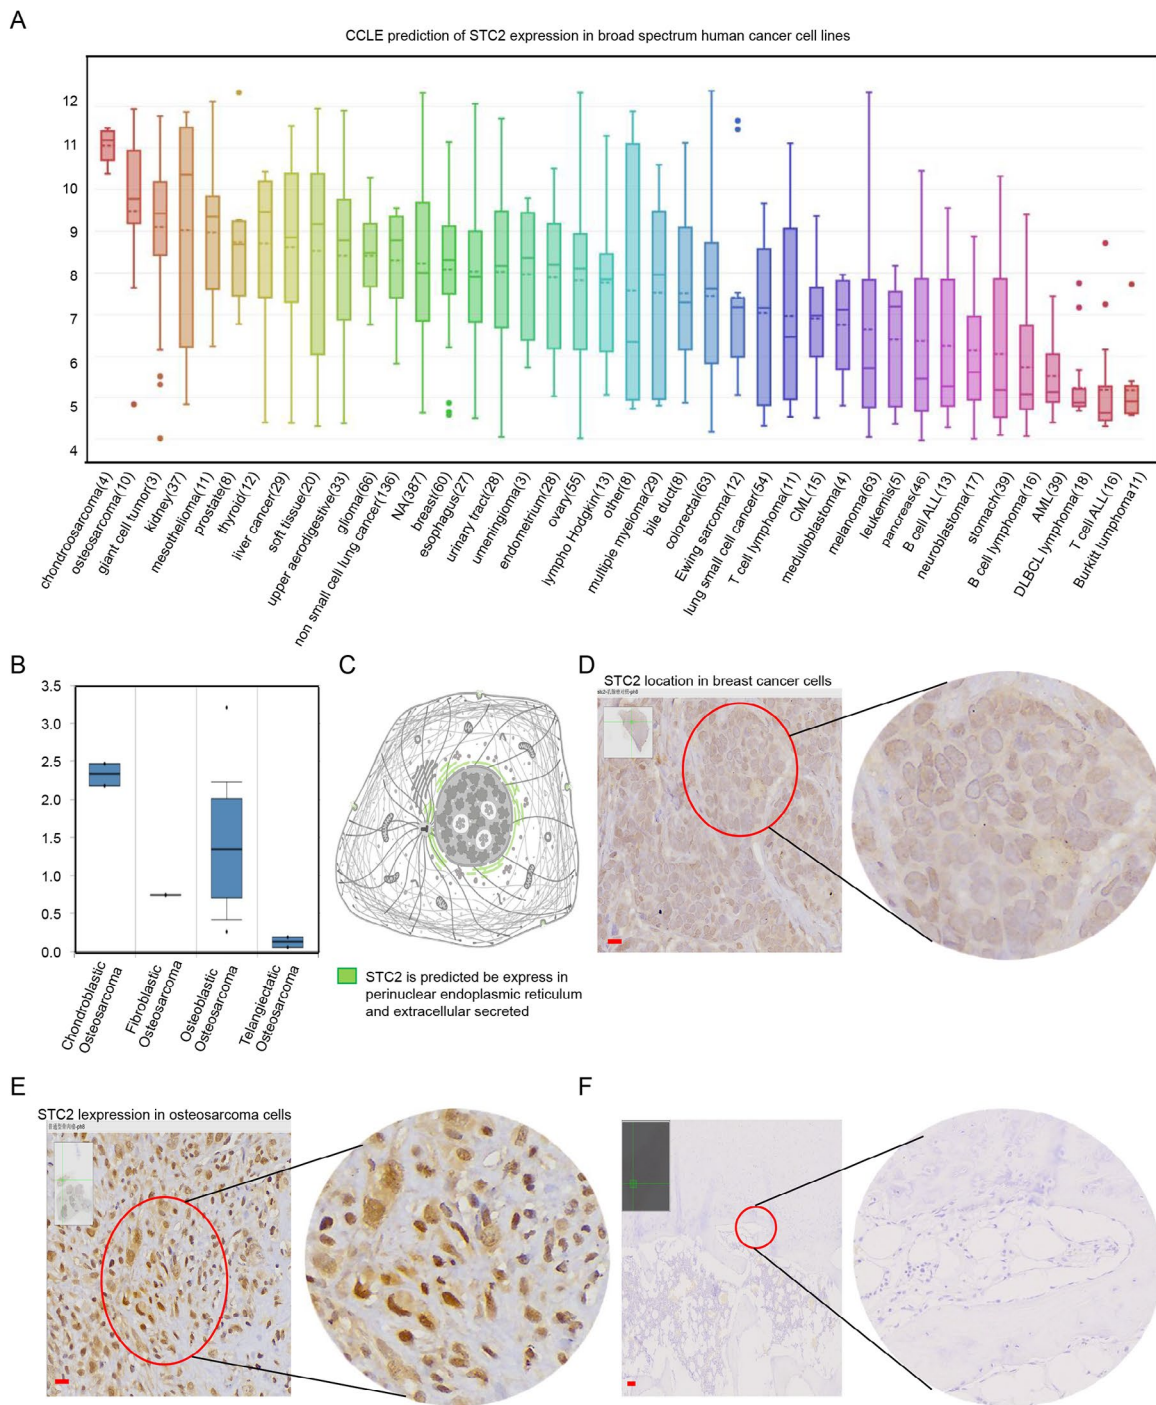 A
CCLE prediction of STC2 expression in broad spectrum human cancer cell lines
12
11
10
9
8
7
6
5
4
chondrosarcoma(4)
osteosarcoma(10)
giant cell tumor(3)
kidney(37)
mesothelioma(11)
prostate(8)
thyroid(12)
liver cancer(29)
soft tissue(20)
upper aerodigestive(33)
glioma(66)
non small cell lung cancer(136)
NA(387)
breast(60)
esophagus(27)
urinary tract(28)
umeningioma(3)
endometrium(28)
ovary(55)
lympho Hodgkin(13)
other(8)
multiple myeloma(29)
bile duct(8)
colorectal(63)
Ewing sarcoma(12)
lung small cell cancer(54)
T cell lymphoma(11)
CML(15)
medulloblastoma(4)
melanoma(63)
leukemis(5)
pancreas(46)
B cell ALL(13)
neuroblastoma(17)
stomoch(39)
B cell lymphoma(16)
AML(39)
DLBCL lymphoma(18)
T cell ALL(16)
Burkitt lymphoma11)
B
3.5
3.0
2.5
2.0
1.5
1.0
0.5
0.0
Chondroblastic
Osteosarcoma
Fibroblastic
Osteosarcoma
Osteoblastic
Osteosarcoma
Telangiectatic
Osteosarcoma
C
STC2 is predicted be express in
perinuclear endoplasmic reticulum
and extracellular secreted
D
STC2 location in breast cancer cells
E
STC2 lexpression in osteosarcoma cells
F